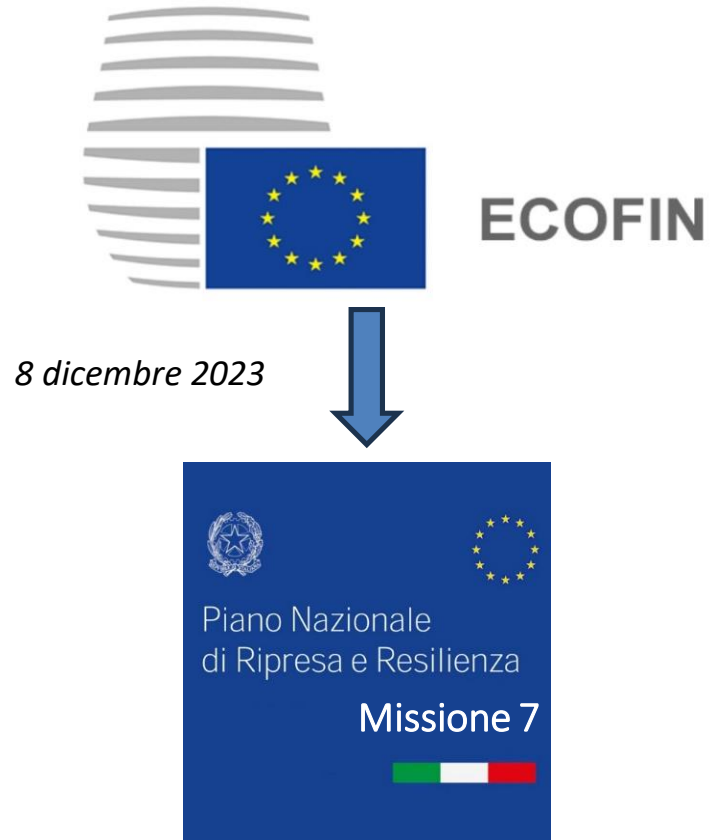 ECOFIN
8 dicembre 2023
Piano Nazionale
di Ripresa e Resilienza
Missione 7